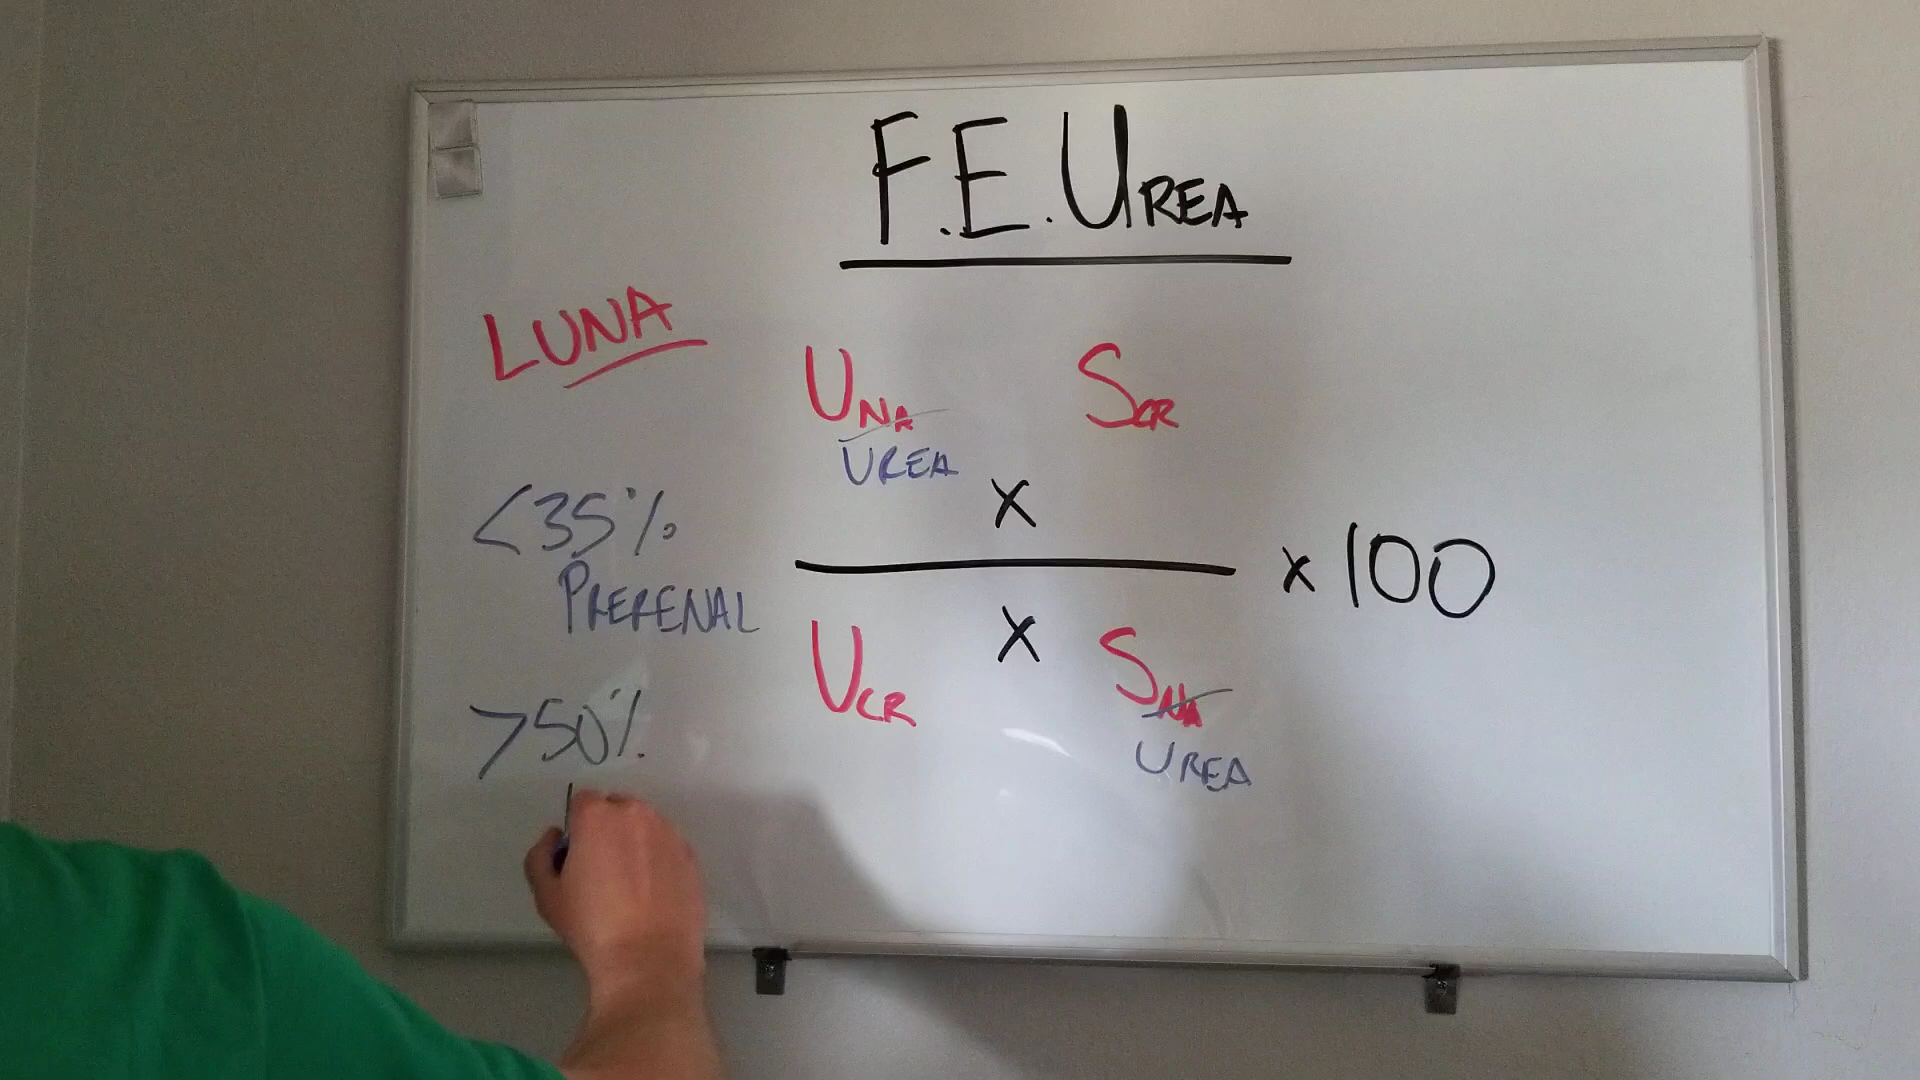 F.E.UREA
LUNA
UNA SCR
UREA
X
<35%
PRERENAL
x 100
X
UCR SNA
UREA
>50%